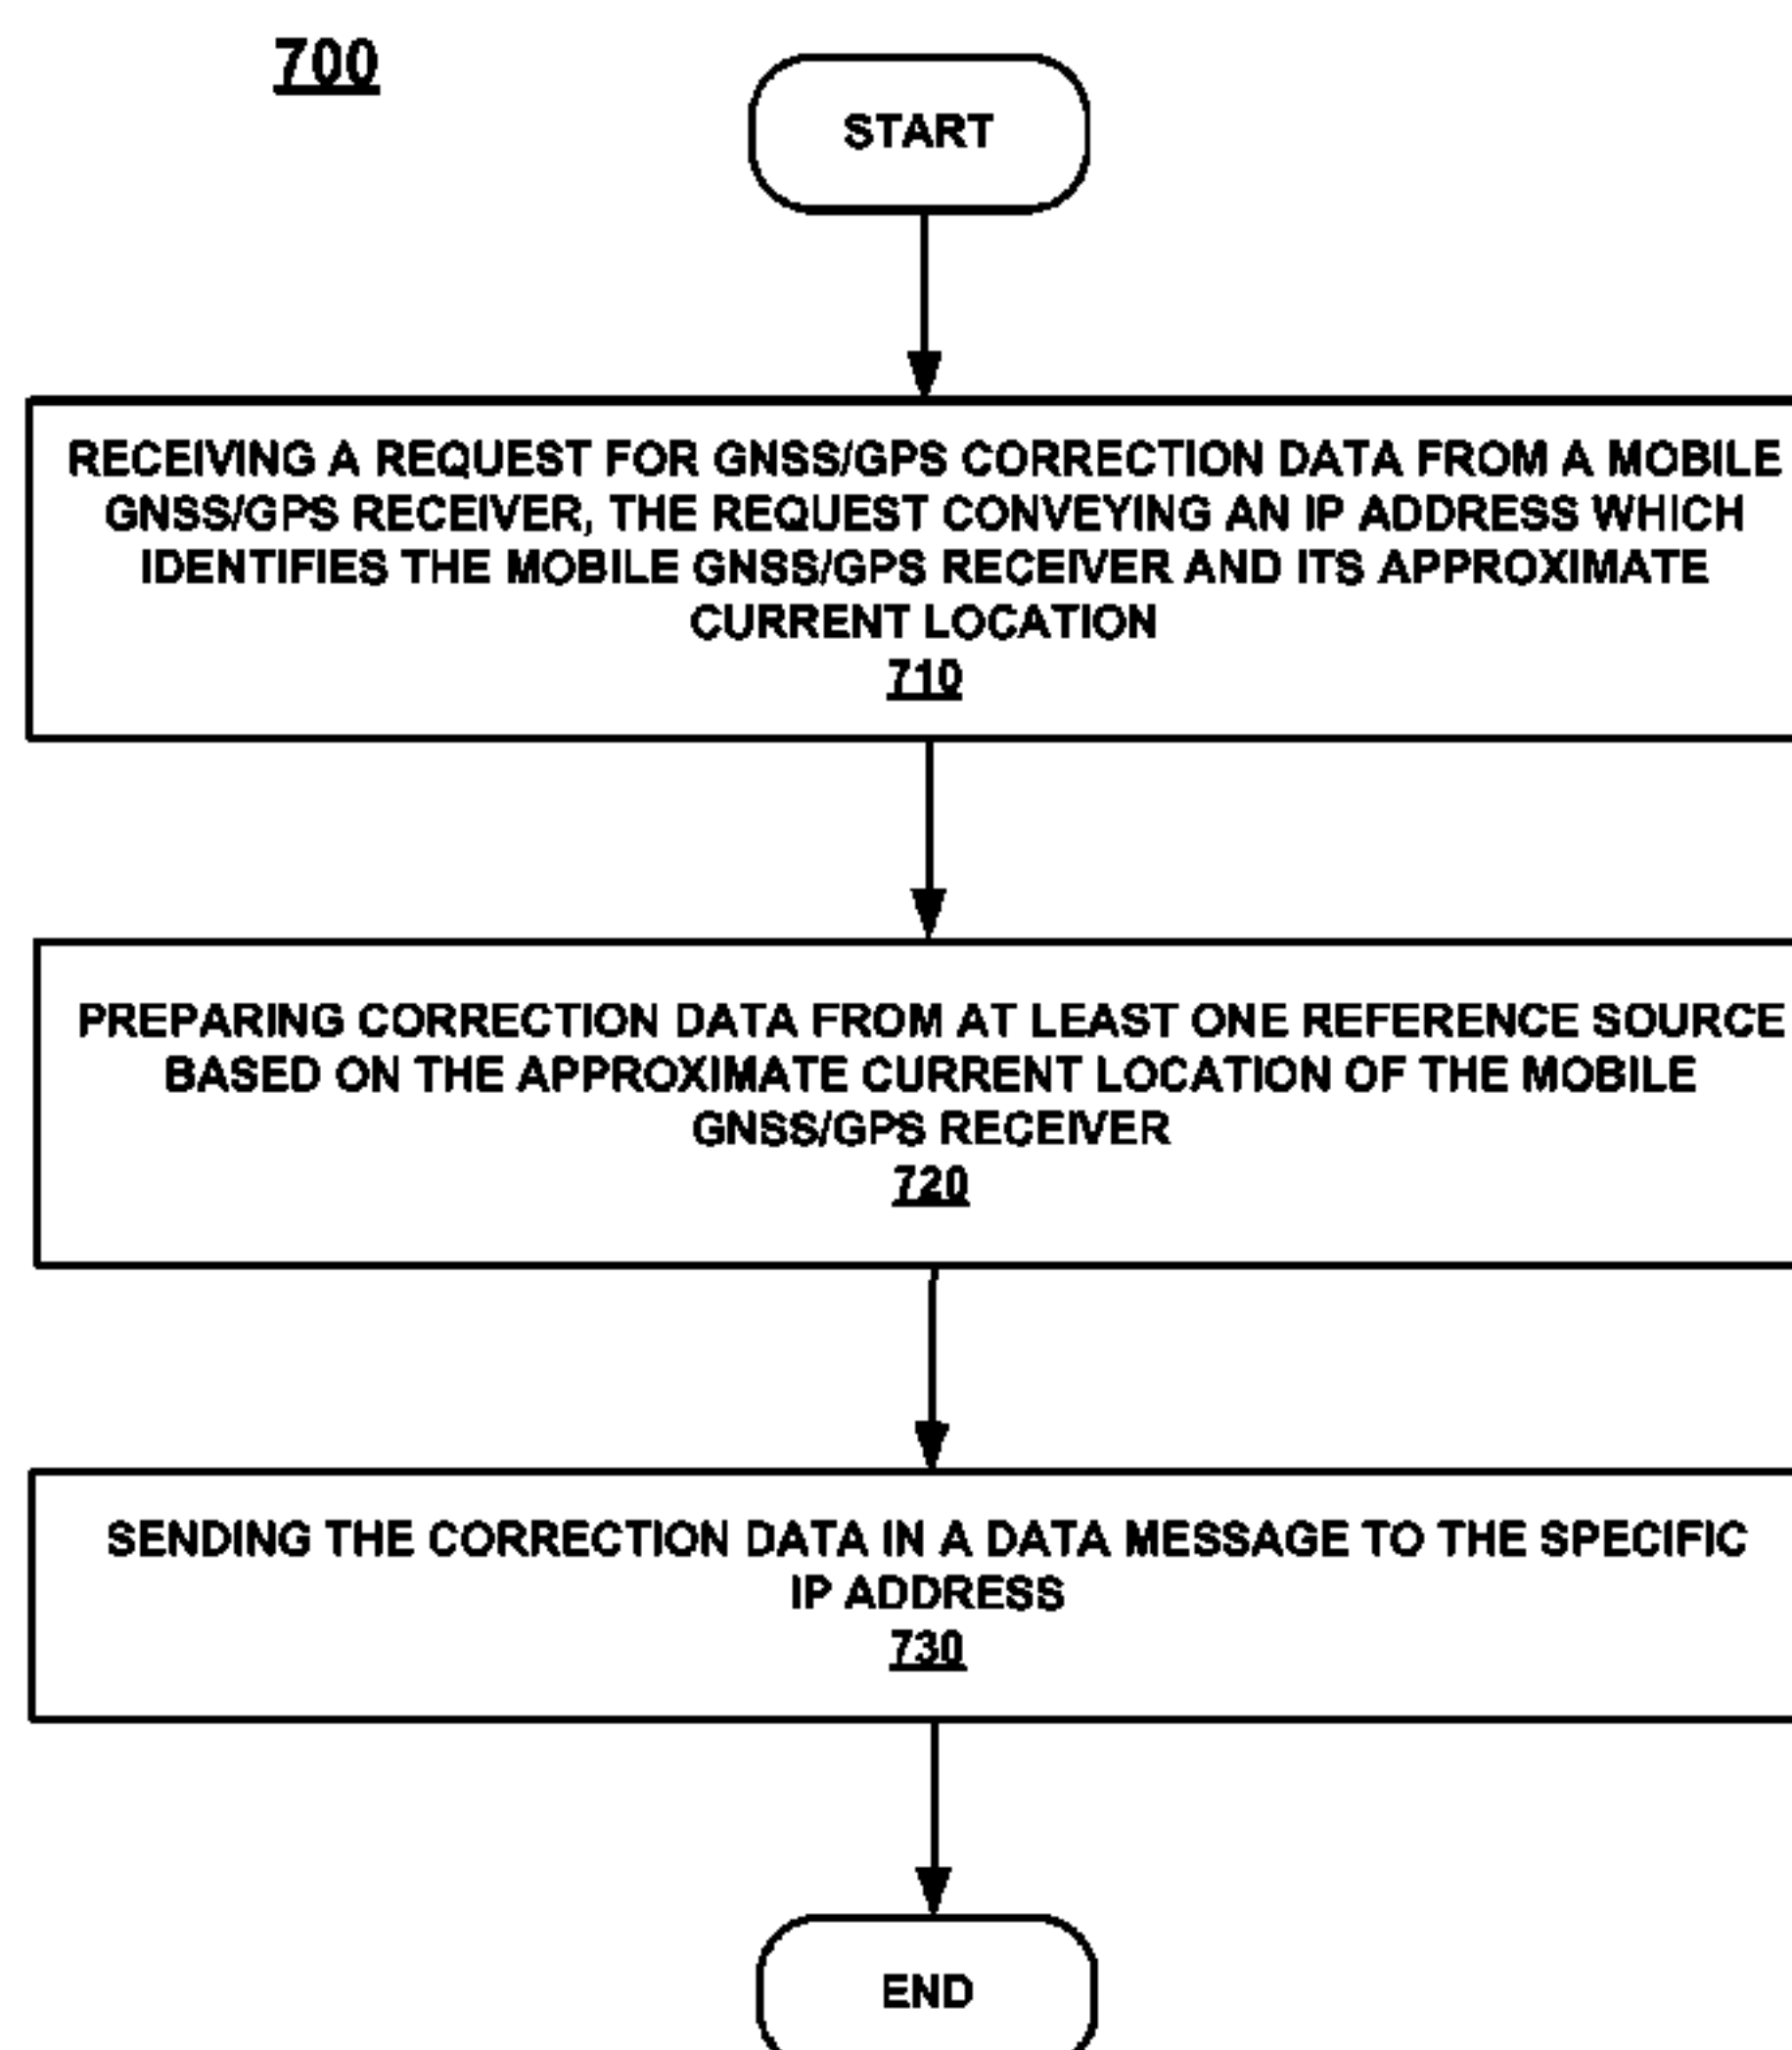 700
START
RECEIVING A REQUEST FOR GNSS/GPS CORRECTION DATA FROM A MOBILE
GNSS/GPS RECEIVER, THE REQUEST CONVEYING AN IP ADDRESS WHICH
IDENTIFIES THE MOBILE GNSS/GPS RECEIVER AND ITS APPROXIMATE
CURRENT LOCATION
710
PREPARING CORRECTION DATA FROM AT LEAST ONE REFERENCE SOURCE
BASED ON THE APPROXIMATE CURRENT LOCATION OF THE MOBILE
GNSS/GPS RECEIVER
720
SENDING THE CORRECTION DATA IN A DATA MESSAGE TO THE SPECIFIC
IP ADDRESS
730
END